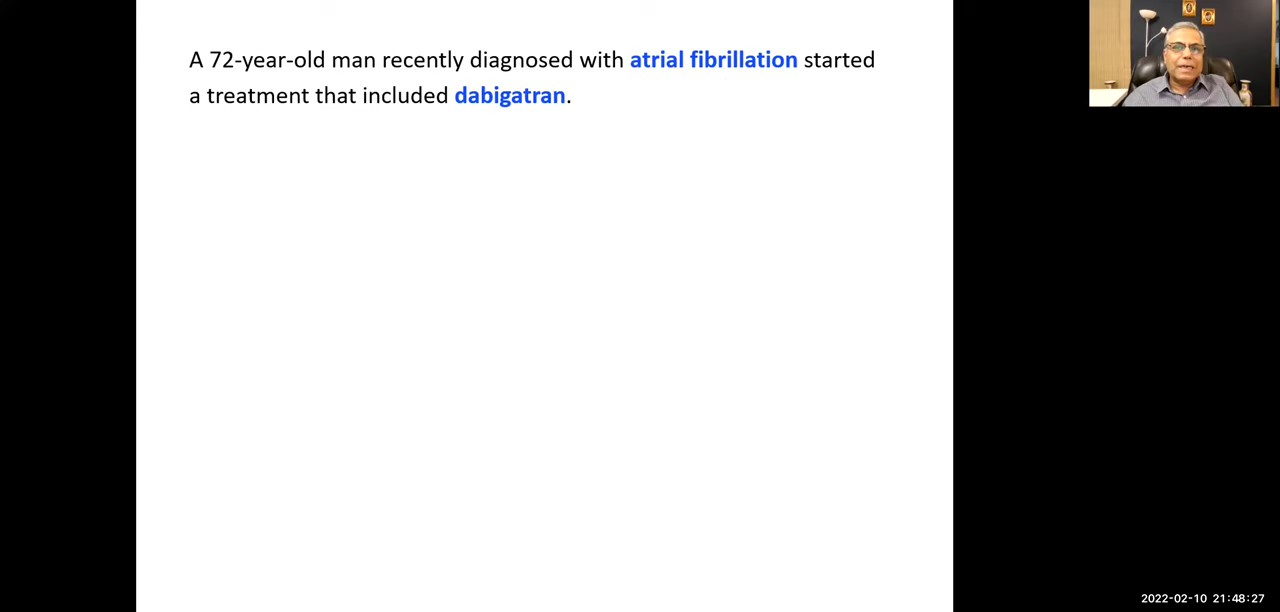 A 72-year-old man recently diagnosed with atrial fibrillation started
a treatment that included dabigatran.
2022-02-10 21:48:27